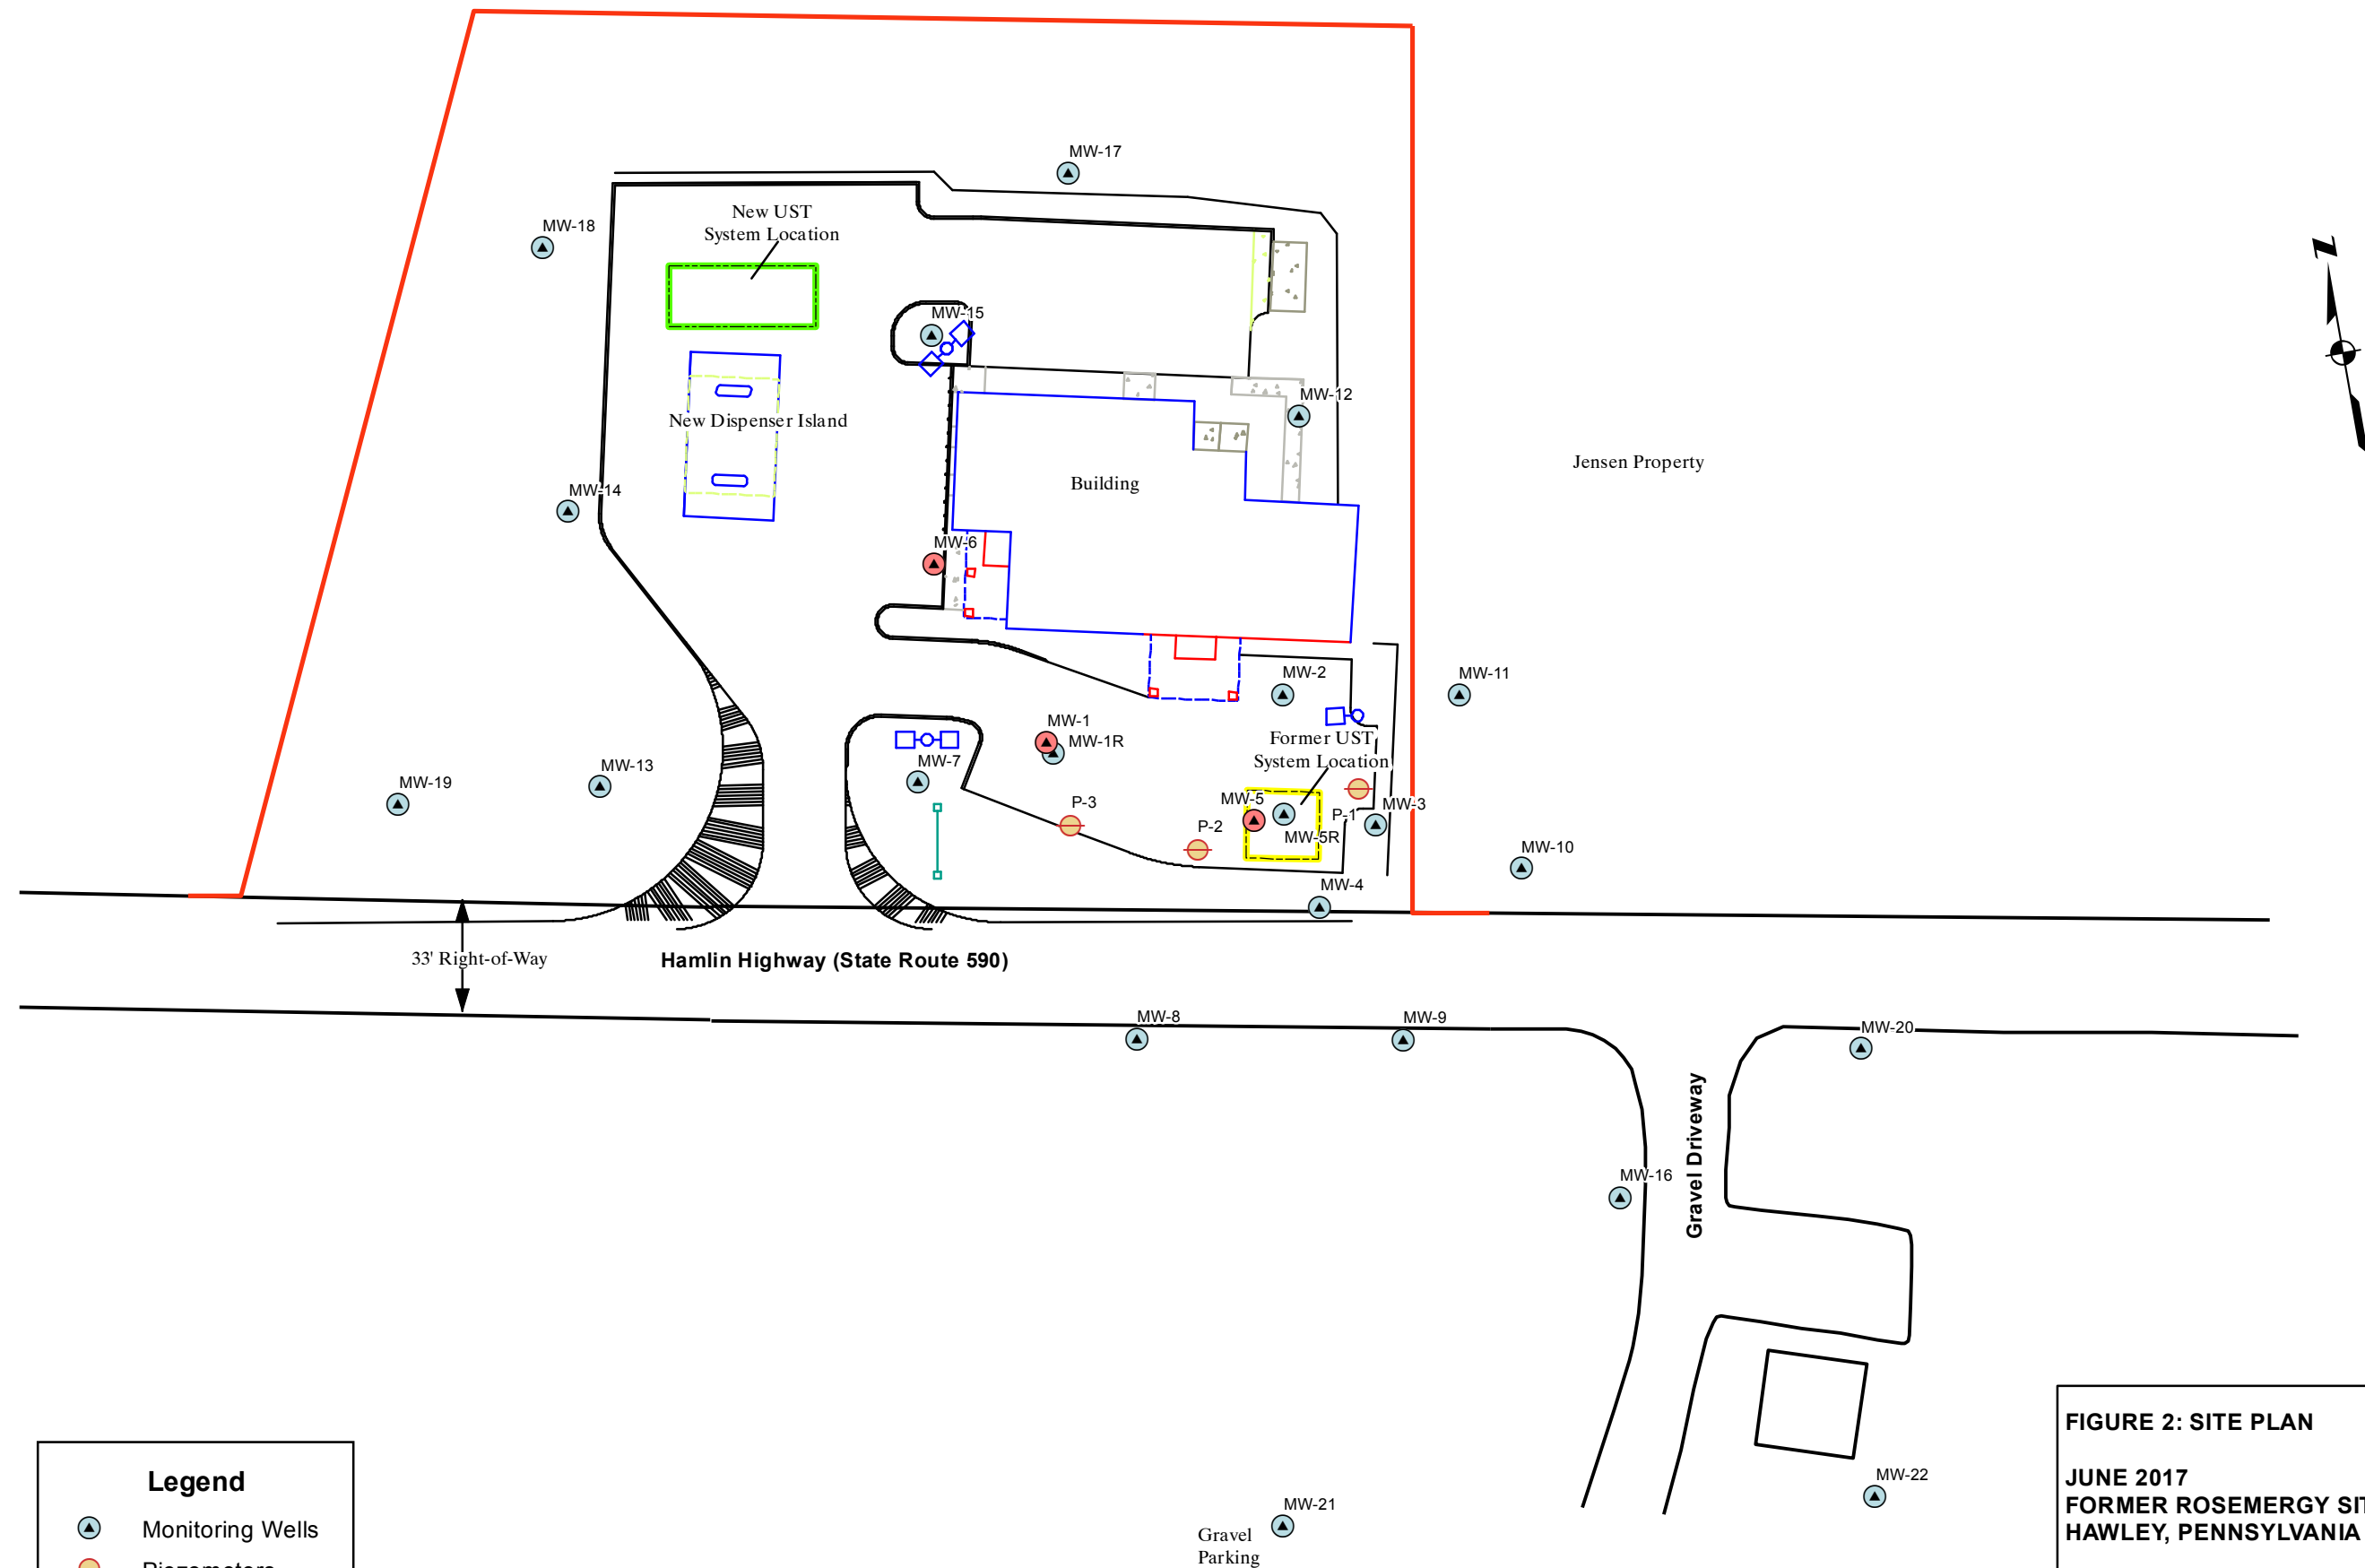 MW-17
MW-18
New UST
System Location
N
MW-15
MW-12
New Dispenser Island
Jensen Property
Building
MW-14
MW-6
MW-2
MW-11
MW-1
MW-1R
Former UST
System Location
MW-7
MW-13
MW-19
P-3
MW-5
P-1
MW-3
P-2
MW-5R
MW-10
MW-4
33' Right-of-Way
Hamlin Highway (State Route 590)
MW-8
MW-9
MW-20
Gravel Driveway
MW-16
FIGURE 2: SITE PLAN
Legend
MW-22
JUNE 2017
FORMER ROSEMERGY SIT
HAWLEY, PENNSYLVANIA
MW-21
Monitoring Wells
Gravel
Parking
Piezometers